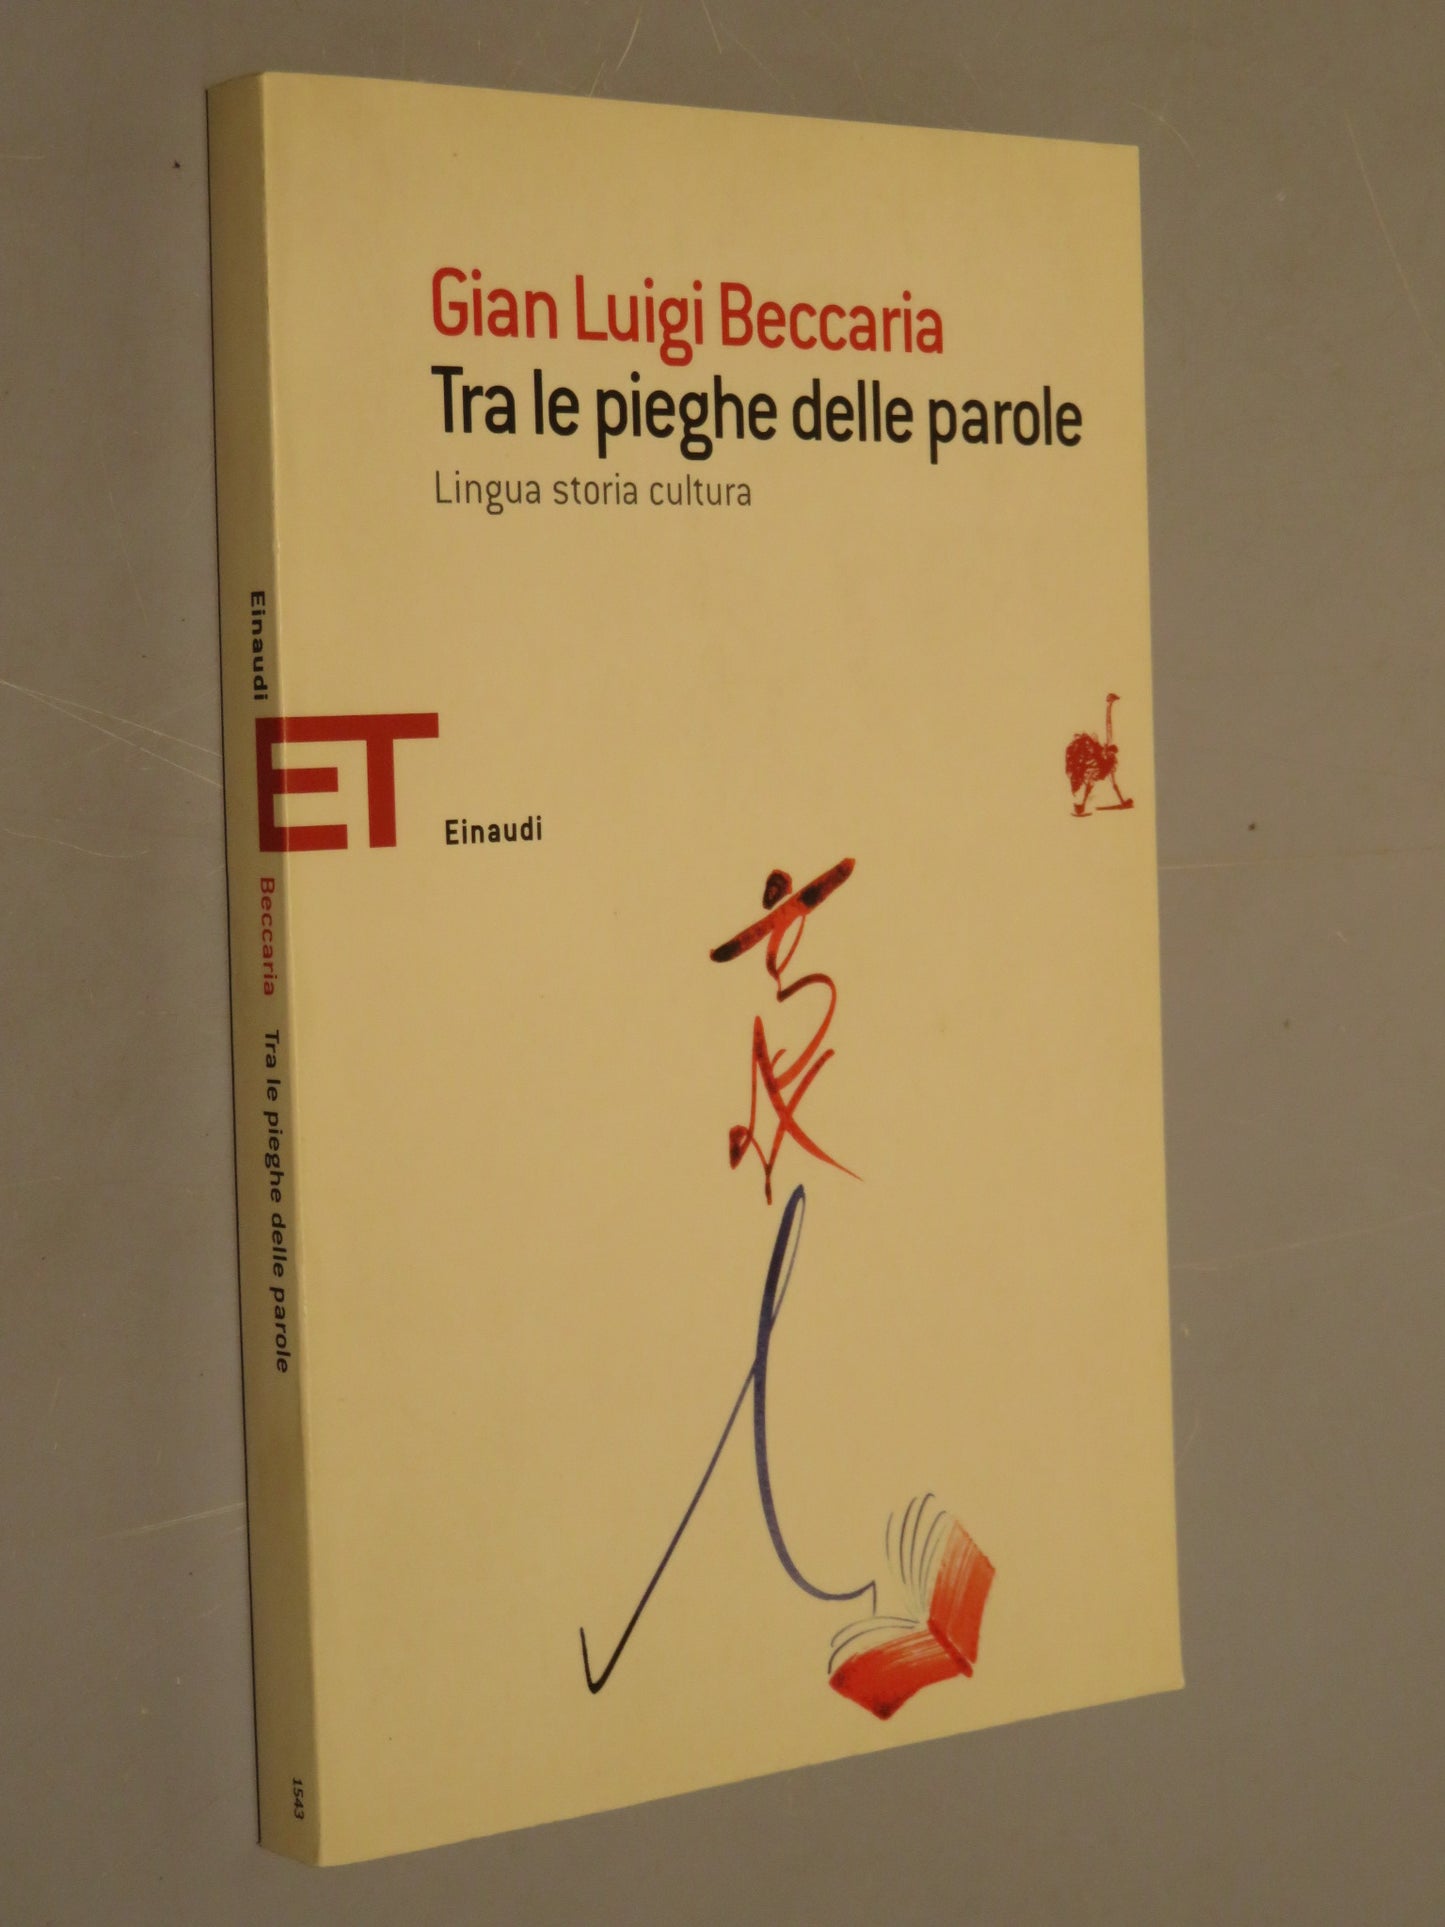 Gian Luigi Beccaria
Tra le pieghe delle parole
Lingua storia cultura
ET
Einaudi
Einaudi
Beccaria Tra le pieghe delle parole
1543